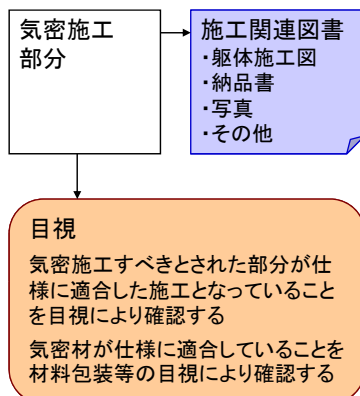 気密施工
部分
施工関連図書
・躯体施工図
・納品書
・写真
・その他
目視
気密施工すべきとされた部分が仕
様に適合した施工となっていること
を目視により確認する
気密材が仕様に適合していることを
材料包装等の目視により確認する